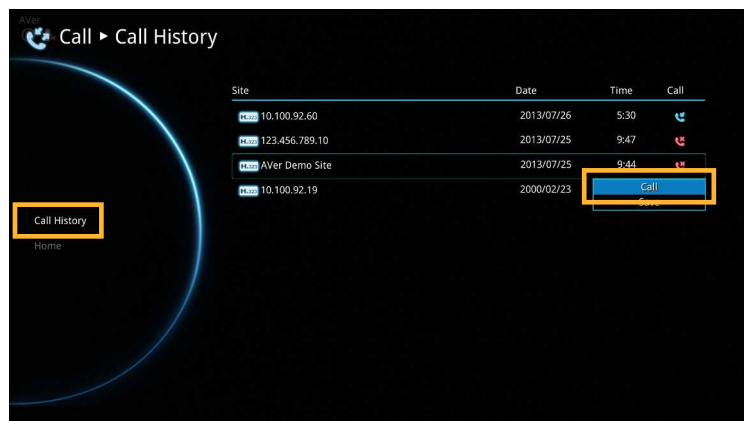 AVer
Call ▸ Call History
Site Date Time Call
H.323 10.100.92.60 2013/07/26 5:30
H.323 123.456.789.10 2013/07/25 9:47
H.323 AVer Demo Site 2013/07/25 9:44
H.323 10.100.92.19 2000/02/23
Call
Save
Call History
Home